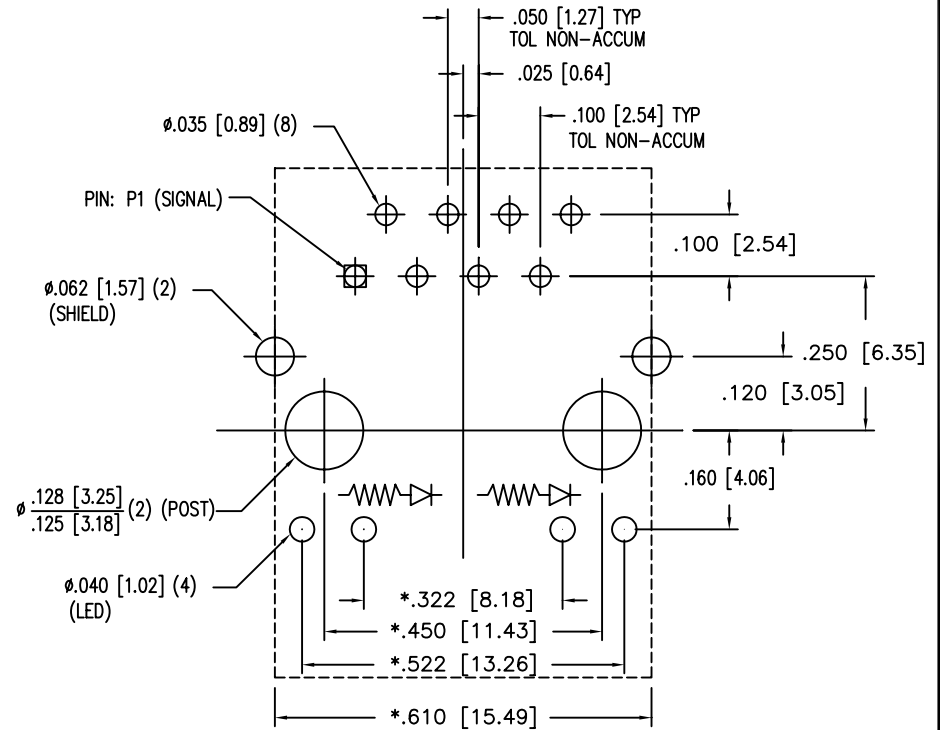 .050 [1.27] TYP
TOL NON-ACCUM
.025 [0.64]
.100 [2.54] TYP
TOL NON-ACCUM
ø.035 [0.89] (8)
PIN: P1 (SIGNAL)
.100 [2.54]
ø.062 [1.57] (2)
(SHIELD)
.250 [6.35]
.120 [3.05]
.160 [4.06]
ø .128 [3.25]
.125 [3.18] (2) (POST)
ø.040 [1.02] (4)
(LED)
*.322 [8.18]
*.450 [11.43]
*.522 [13.26]
*.610 [15.49]